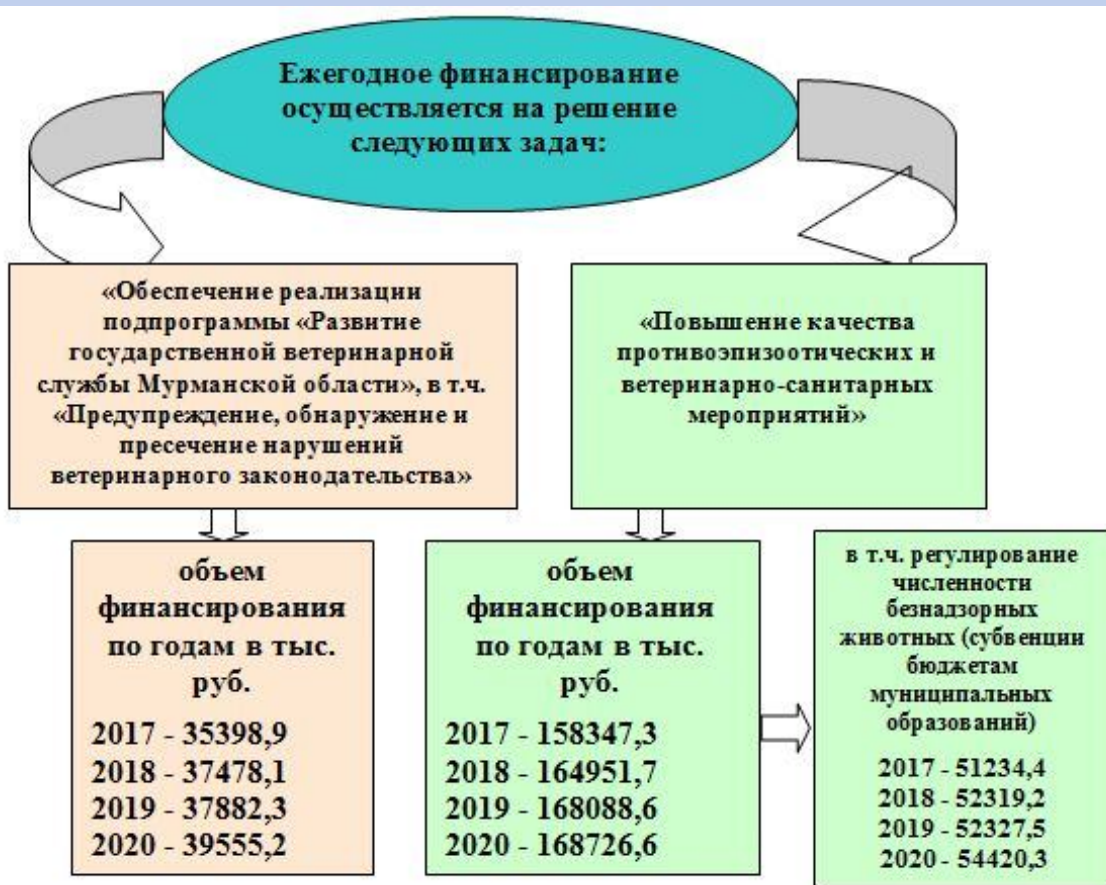 Ежегодное финансирование
осуществляется на решение
следующих задач:
«Обеспечение реализации
подпрограммы «Развитие
государственной ветеринарной
службы Мурманской области», в т.ч.
«Предупреждение, обнаружение и
пресечение нарушений
ветеринарного законодательства»
«Повышение качества
противоэпизоотических и
ветеринарно-санитарных
мероприятий»
объем
финансирования
по годам в тыс.
руб.
2017 - 35398,9
2018 - 37478,1
2019 - 37882,3
2020 - 39555,2
объем
финансирования
по годам в тыс.
руб.
2017 - 158347,3
2018 - 164951,7
2019 - 168088,6
2020 - 168726,6
в т.ч. регулирование
численности
безнадзорных
животных (субвенции
бюджетам
муниципальных
образований)
2017 - 51234,4
2018 - 52319,2
2019 - 52327,5
2020 - 54420,3